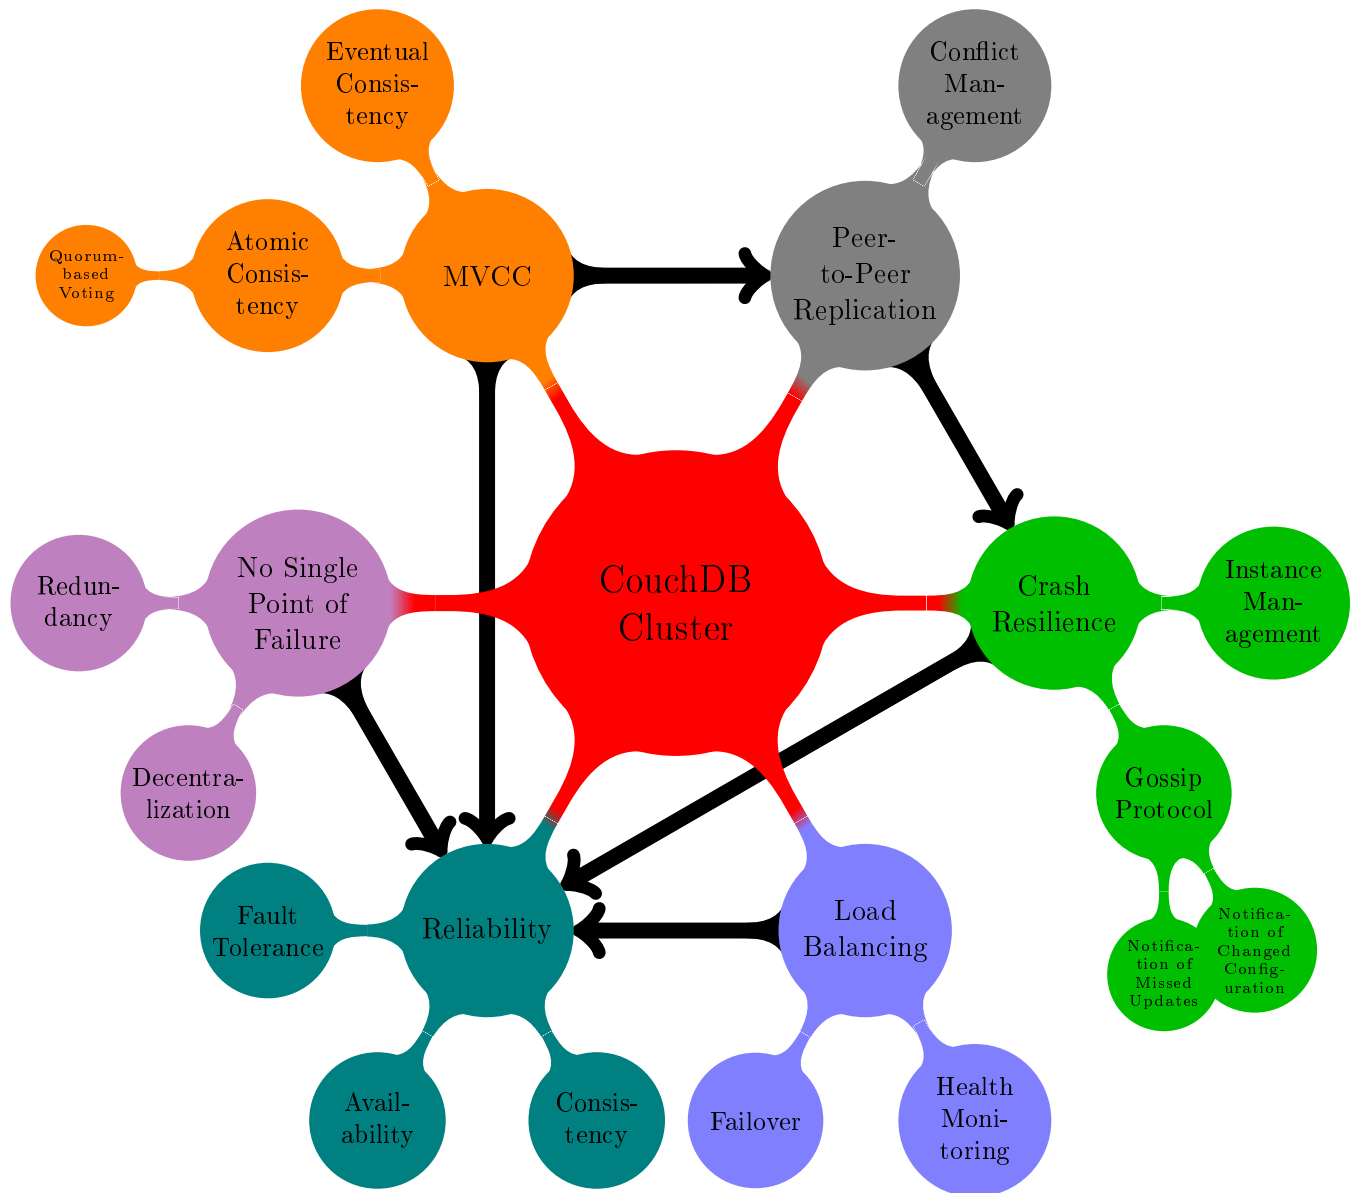 Eventual
Consis-
tency
Conflict
Man-
agement
Quorum-
based
Voting
Atomic
Consis-
tency
MVCC
Peer-
to-Peer
Replication
Redun-
dancy
No Single
Point of
Failure
CouchDB
Cluster
Crash
Resilience
Instance
Man-
agement
Decentra-
lization
Gossip
Protocol
Fault
Tolerance
Reliability
Load
Balancing
Notifica-
tion of
Missed
Updates
Notifica-
tion of
Changed
Config-
uration
Avail-
ability
Consis-
tency
Failover
Health
Moni-
toring